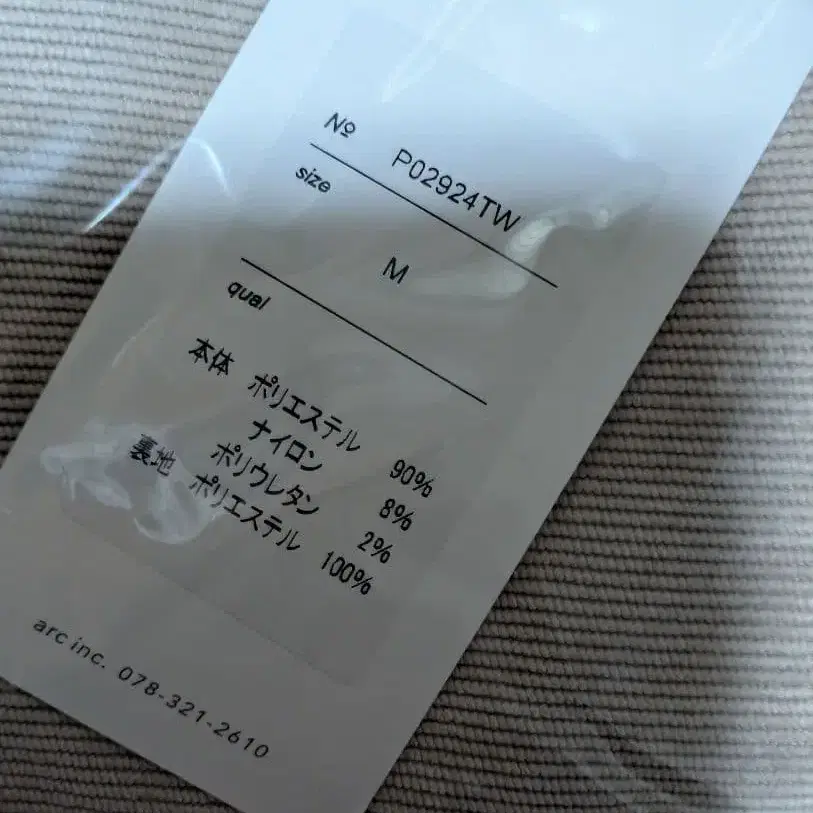 № P02924TW
size
M
qual
本体 ポリエステル 90%
ナイロン 8%
ポリウレタン 2%
裏地 ポリエステル 100%
arc inc. 078-321-2610